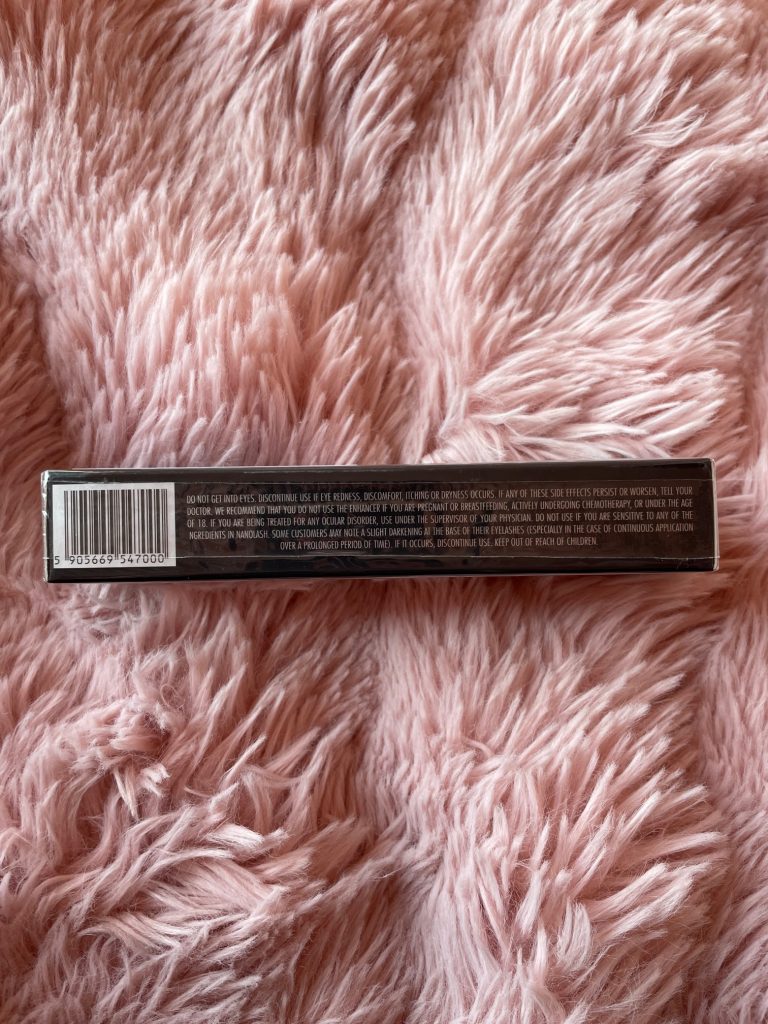 DO NOT GET INTO EYES. DISCONTINUE USE IF EYE REDNESS, DISCOMFORT, ITCHING OR DRYNESS OCCURS. IF ANY OF THESE SIDE EFFECTS PERSIST OR WORSEN, TELL YOUR
DOCTOR. WE RECOMMEND THAT YOU DO NOT USE THE ENHANCER IF YOU ARE PREGNANT OR BREASTFEEDING, ACTIVELY UNDERGOING CHEMOTHERAPY, OR UNDER THE AGE
OF 18. IF YOU ARE BEING TREATED FOR ANY OCULAR DISORDER, USE UNDER THE SUPERVISOR OF YOUR PHYSICIAN. DO NOT USE IF YOU ARE SENSITIVE TO ANY OF THE
INGREDIENTS IN NANOLASH. SOME CUSTOMERS MAY NOTE A SLIGHT DARKENING AT THE BASE OF THEIR EYELASHES (ESPECIALLY IN THE CASE OF CONTINUOUS APPLICATION
OVER A PROLONGED PERIOD OF TIME). IF IT OCCURS, DISCONTINUE USE. KEEP OUT OF REACH OF CHILDREN.
5 905669 547000